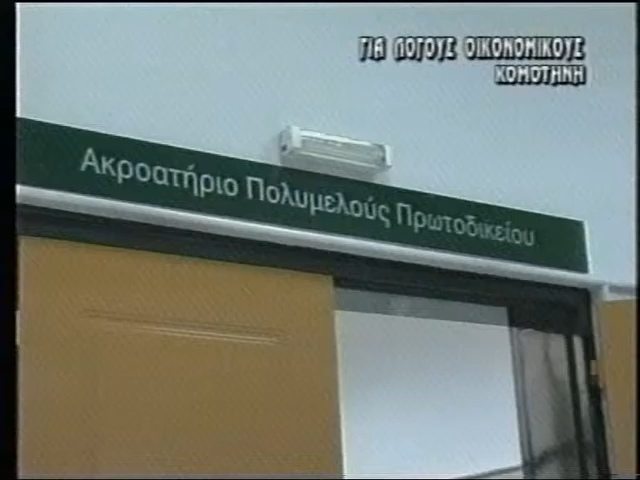 ΓΙΑ ΛΟΓΟΥΣ ΟΙΚΟΝΟΜΙΚΟΥΣ
ΚΟΜΟΤΗΝΗ
Ακροατήριο Πολυμελούς Πρωτοδικείου